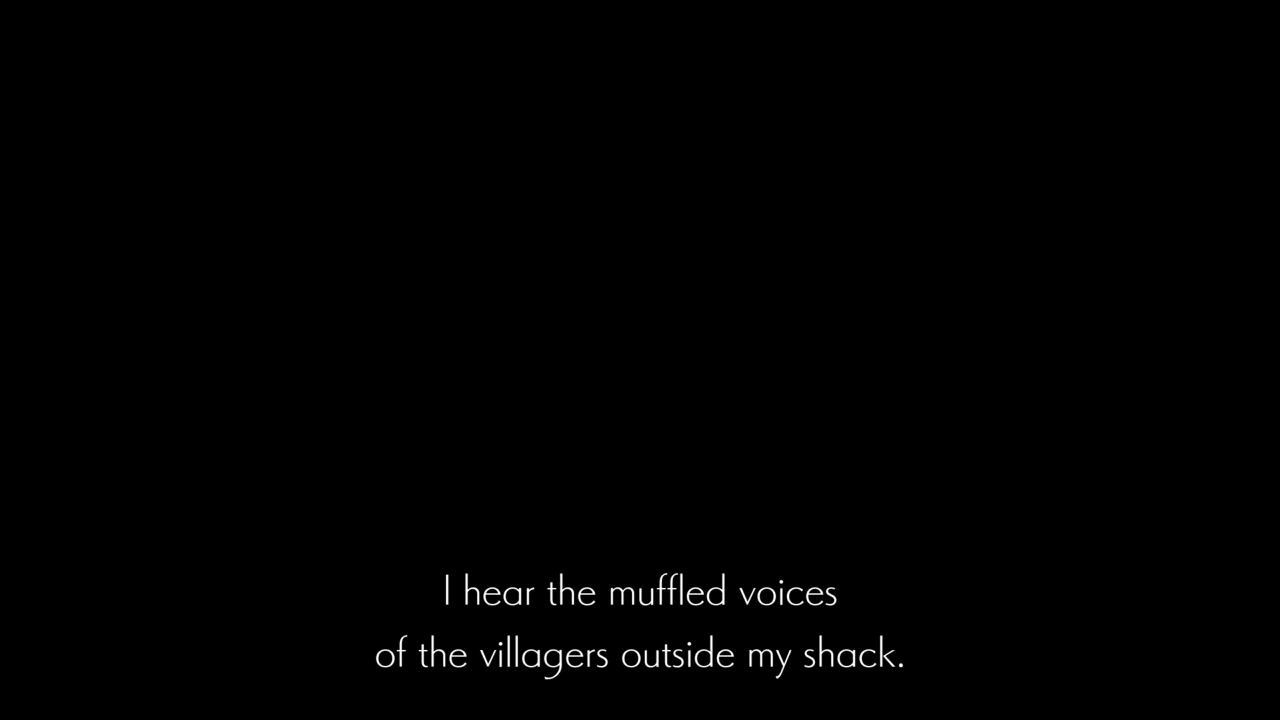 I hear the muffled voices
of the villagers outside my shack.